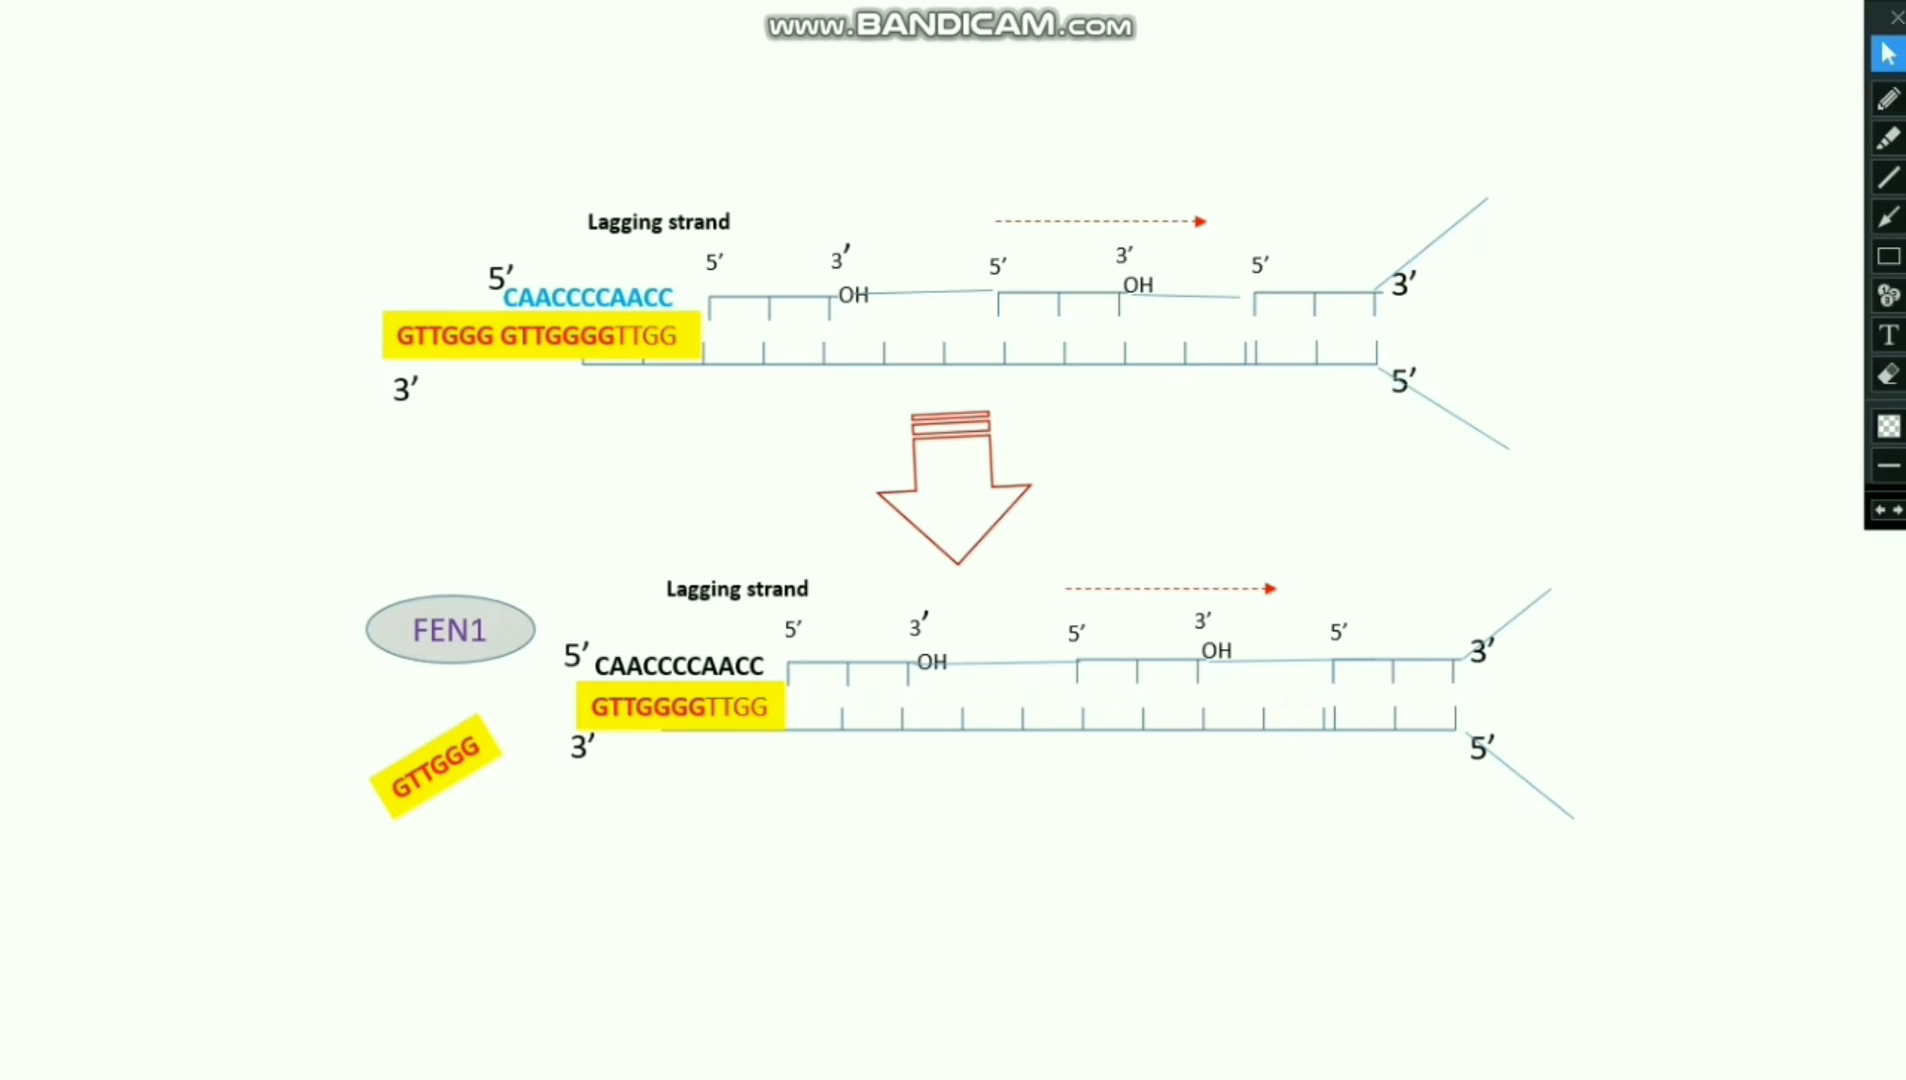 www.BANDICAM.com
Lagging strand
5′ 3′ 5′ 3′ 5′
5′ CAACCCCAACC OH OH 3′
GTTGGG GTTGGGGTTGG
3′ 5′
T
Lagging strand
FEN1 5′ 3′ 5′ 3′ 5′
5′ CAACCCCAACC OH OH 3′
GTTGGGGTTGG
3′ 5′
GTTGGG